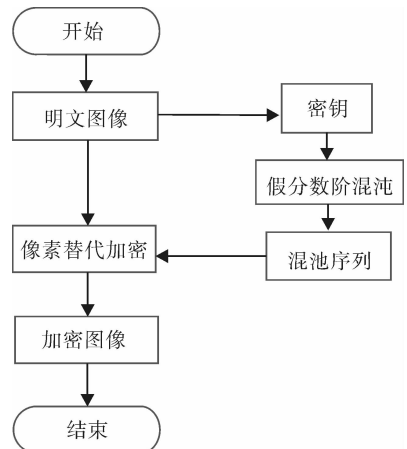 开始
明文图像
密钥
假分数阶混沌
像素替代加密
混池序列
加密图像
结束